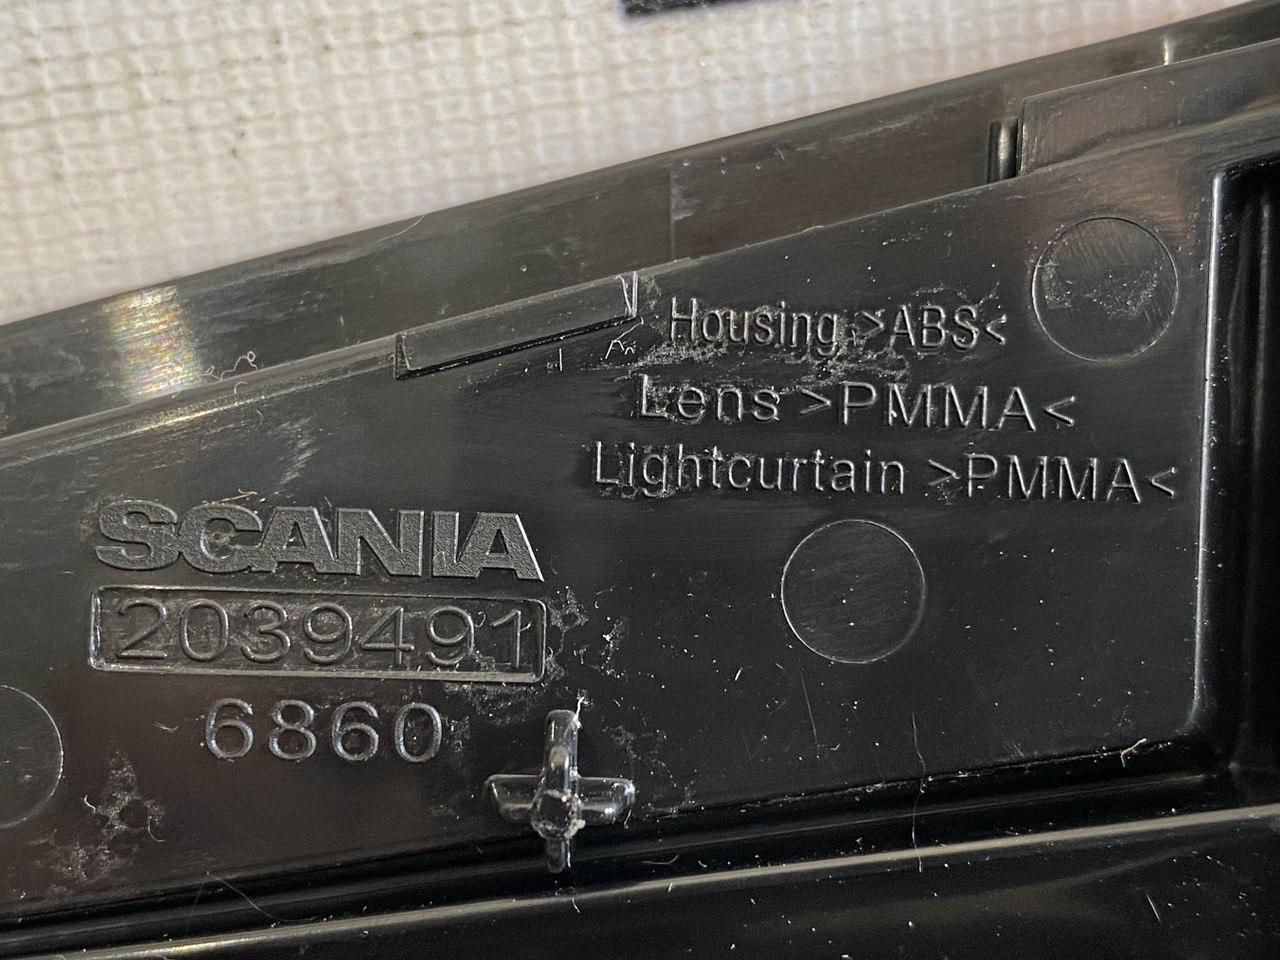 Housing >ABS<
Lens >PMMA<
Lightcurtain >PMMA<
SCANIA
2039491
6860